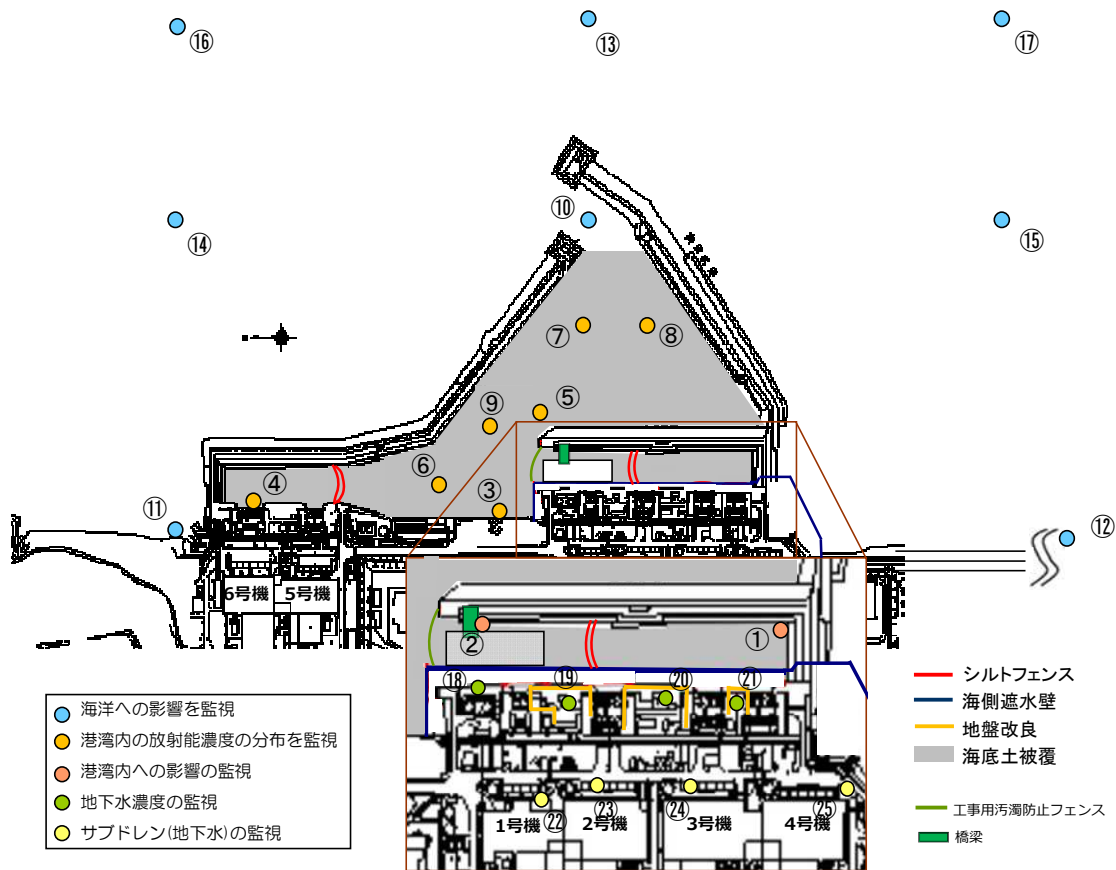 ⑯
⑬
⑰
⑩
⑭
⑮
⑦
⑧
⑤
⑨
⑥
④
③
⑪
⑫
6号機
5号機
①
②
⑱
⑲
⑳
㉑
㉒
㉓
㉔
㉕
1号機
2号機
3号機
4号機
海洋への影響を監視
港湾内の放射能濃度の分布を監視
港湾内への影響の監視
地下水濃度の監視
サブドレン(地下水)の監視
シルトフェンス
海側遮水壁
地盤改良
海底土被覆
工事用汚濁防止フェンス
橋梁